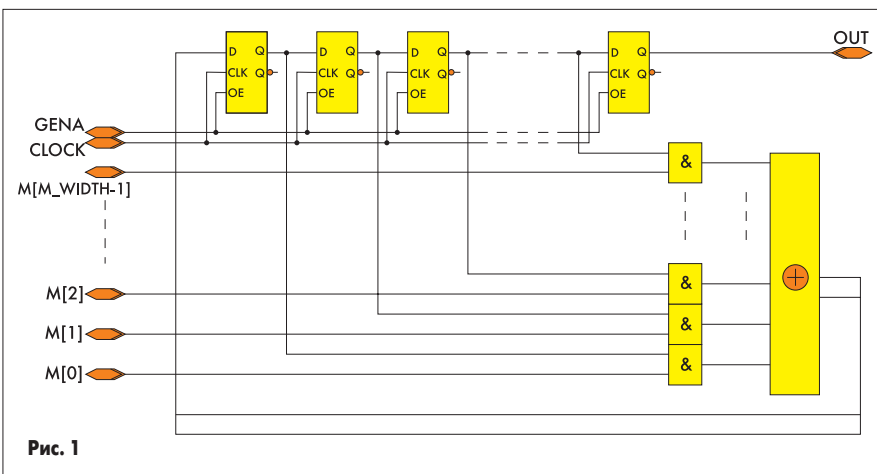 D Q D Q D Q D Q OUT
CLK Q CLK Q CLK Q CLK Q
OE OE OE OE
GENA
CLOCK
&
M[M_WIDTH-1]
M[2] &
M[1] &
M[0] &
Рис. 1